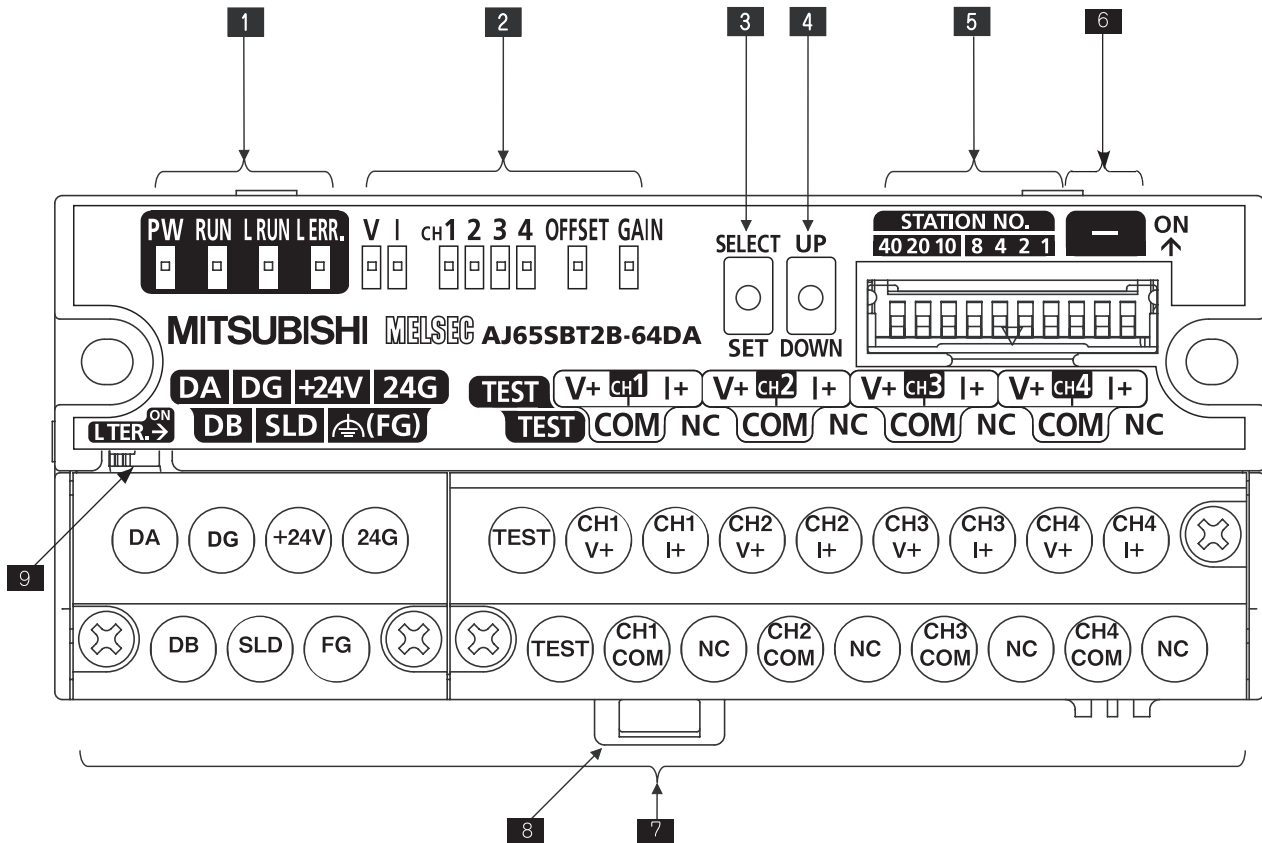 1 2 3 4 5 6
PW RUN L RUN L ERR. V I CH1 2 3 4 OFFSET GAIN
SELECT UP
SET DOWN
STATION NO.
40 20 10 8 4 2 1
— ON ↑
MITSUBISHI MELSEC AJ65SBT2B-64DA
DA DG +24V 24G TEST V+ CH1 I+ V+ CH2 I+ V+ CH3 I+ V+ CH4 I+
L TER. ON → DB SLD (FG) TEST COM NC COM NC COM NC COM NC
DA DG +24V 24G TEST CH1 V+ CH1 I+ CH2 V+ CH2 I+ CH3 V+ CH3 I+ CH4 V+ CH4 I+
9
DB SLD FG TEST CH1 COM NC CH2 COM NC CH3 COM NC CH4 COM NC
8 7